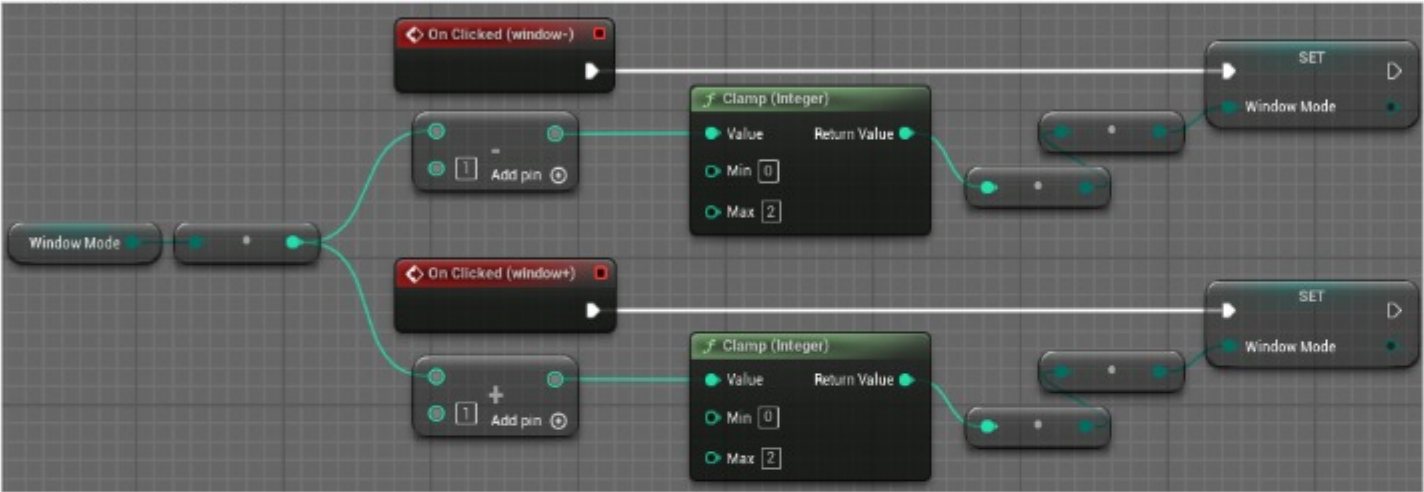 On Clicked (window-)
SET
Window Mode
f Clamp (Integer)
Value
Return Value
Min 0
Max 2
-
1
Add pin
Window Mode
On Clicked (window+)
SET
Window Mode
f Clamp (Integer)
Value
Return Value
Min 0
Max 2
+
1
Add pin